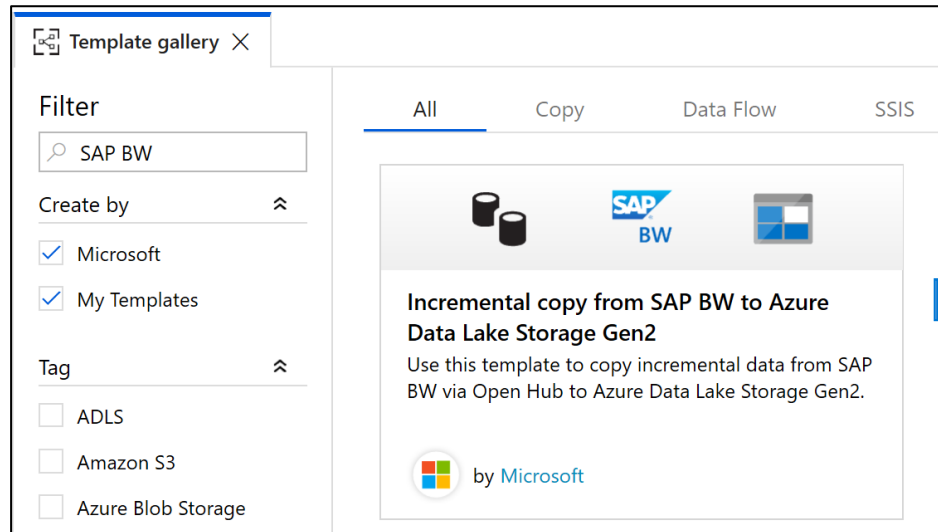 Template gallery
Filter
SAP BW
Create by
Microsoft
My Templates
Tag
ADLS
Amazon S3
Azure Blob Storage
All Copy Data Flow SSIS
SAP
BW
Incremental copy from SAP BW to Azure
Data Lake Storage Gen2
Use this template to copy incremental data from SAP
BW via Open Hub to Azure Data Lake Storage Gen2.
by Microsoft